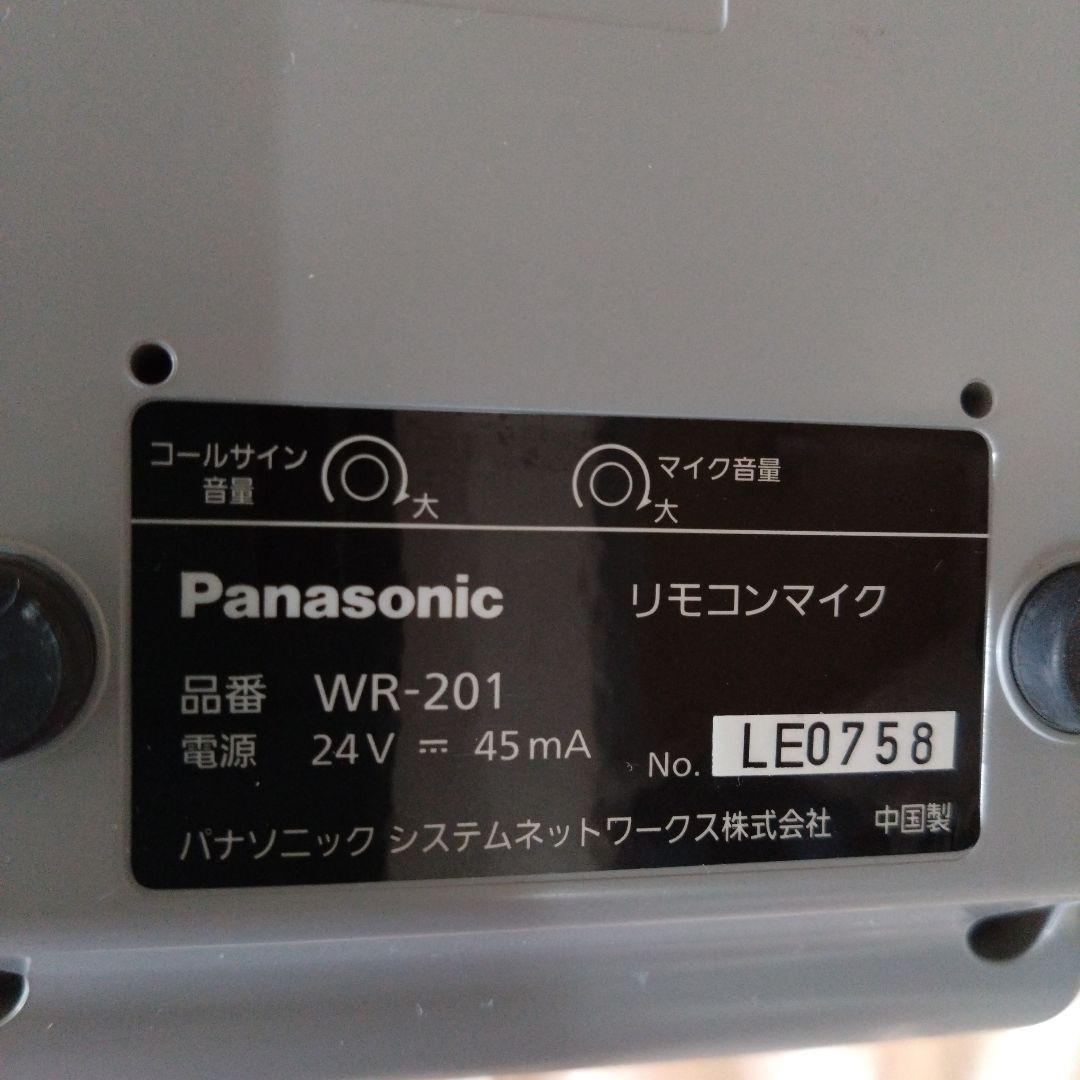 コールサイン
音量
大
マイク音量
大
Panasonic リモコンマイク
品番 WR-201
電源 24V ⎓ 45mA No. LE0758
パナソニック システムネットワークス株式会社 中国製